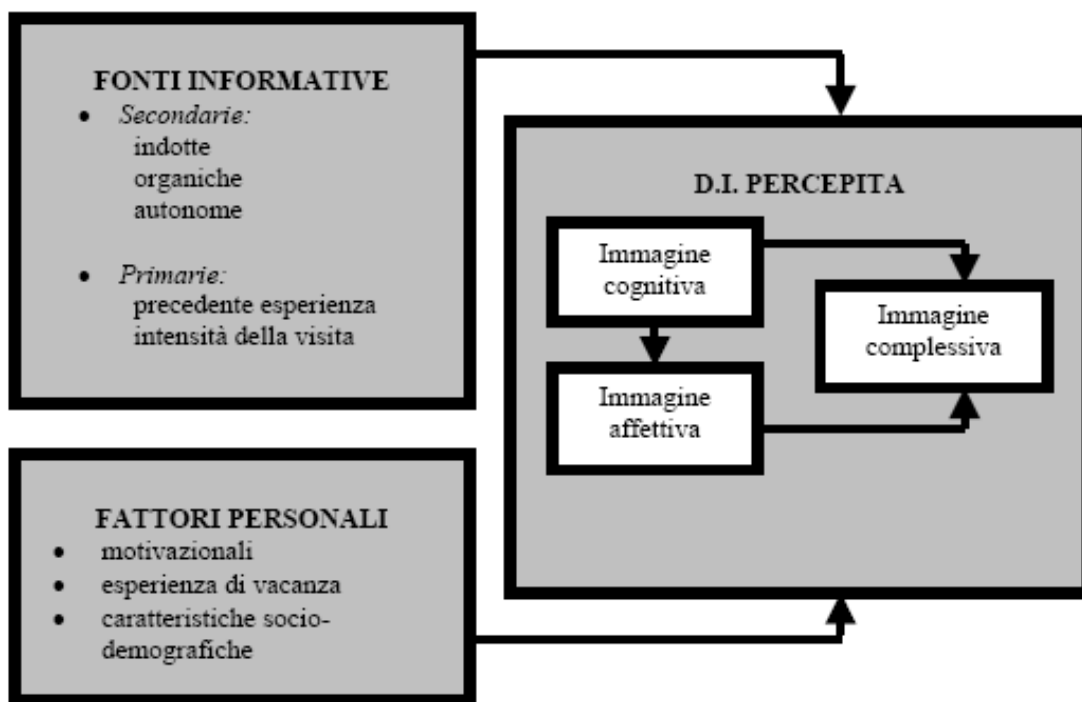 FONTI INFORMATIVE
• Secondarie:
indotte
organiche
autonome
• Primarie:
precedente esperienza
intensità della visita
FATTORI PERSONALI
• motivazionali
• esperienza di vacanza
• caratteristiche socio-
demografiche
D.I. PERCEPITA
Immagine
cognitiva
Immagine
affettiva
Immagine
complessiva